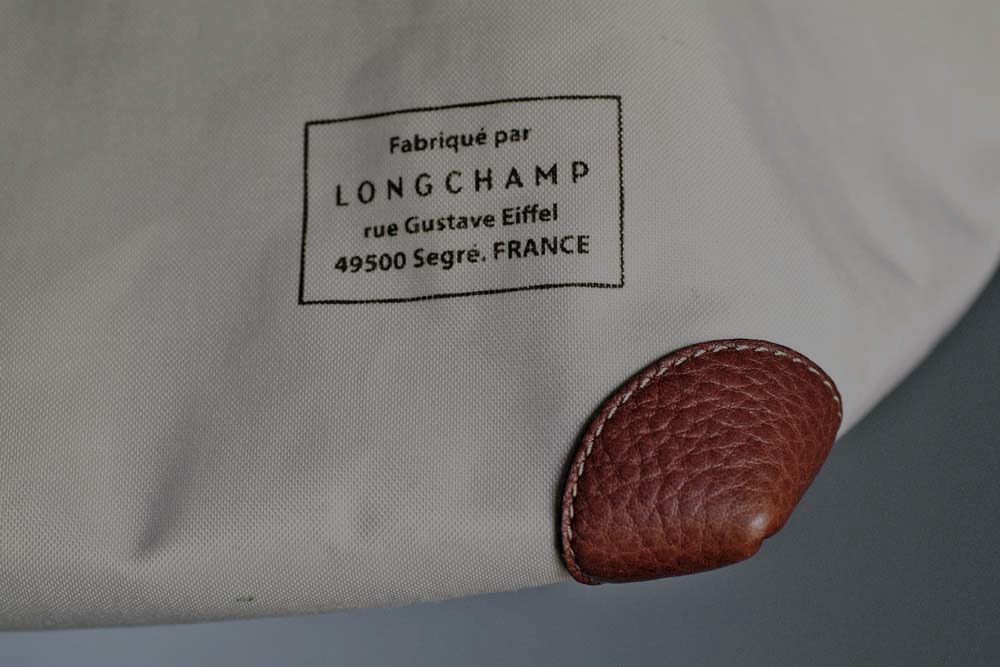 Fabriqué par
LONGCHAMP
rue Gustave Eiffel
49500 Segré. FRANCE